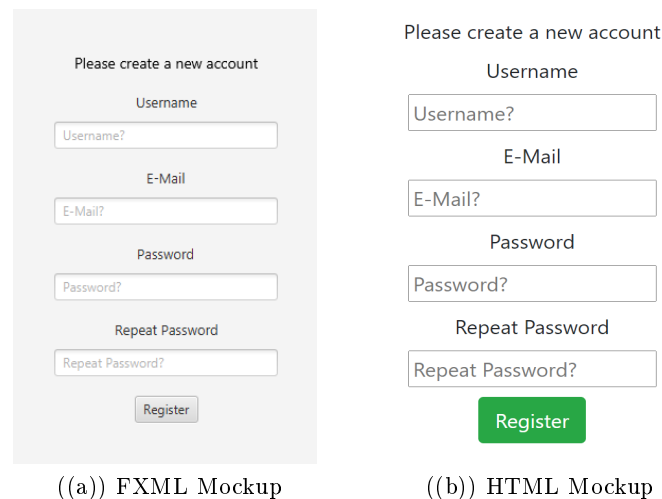 Please create a new account
Username
Username?
E-Mail
E-Mail?
Password
Password?
Repeat Password
Repeat Password?
Register
((a)) FXML Mockup
Please create a new account
Username
Username?
E-Mail
E-Mail?
Password
Password?
Repeat Password
Repeat Password?
Register
((b)) HTML Mockup